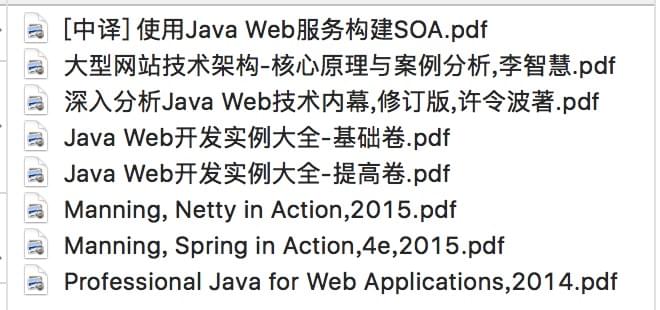 [中译] 使用Java Web服务构建SOA.pdf
大型网站技术架构-核心原理与案例分析,李智慧.pdf
深入分析Java Web技术内幕,修订版,许令波著.pdf
Java Web开发实例大全-基础卷.pdf
Java Web开发实例大全-提高卷.pdf
Manning, Netty in Action,2015.pdf
Manning, Spring in Action,4e,2015.pdf
Professional Java for Web Applications,2014.pdf